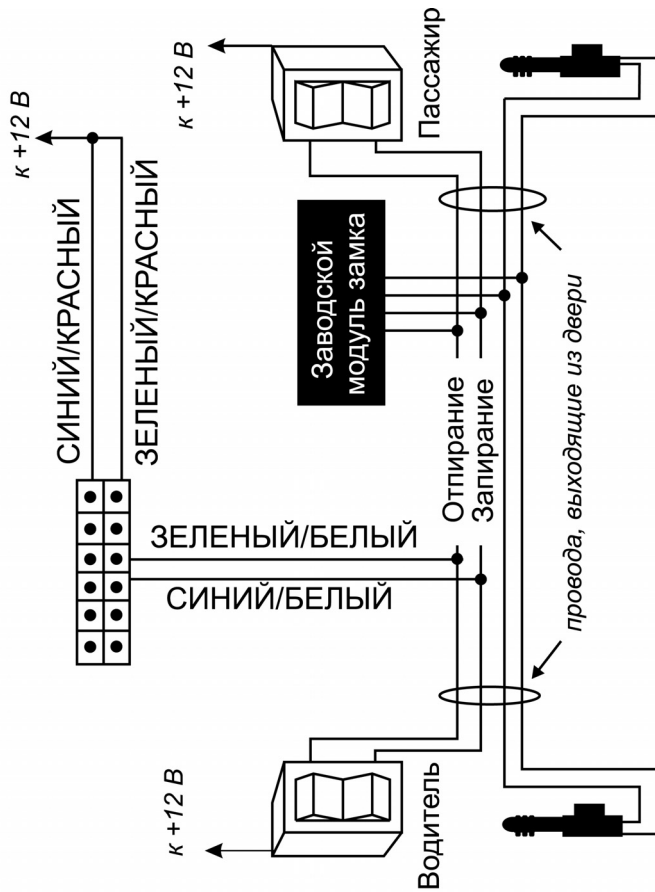 к +12 В
СИНИЙ/КРАСНЫЙ
ЗЕЛЕНЫЙ/КРАСНЫЙ
ЗЕЛЕНЫЙ/БЕЛЫЙ
СИНИЙ/БЕЛЫЙ
к +12 В
Водитель
к +12 В
Пассажир
Заводской
модуль замка
Отпирание
Запирание
провода, выходящие из двери